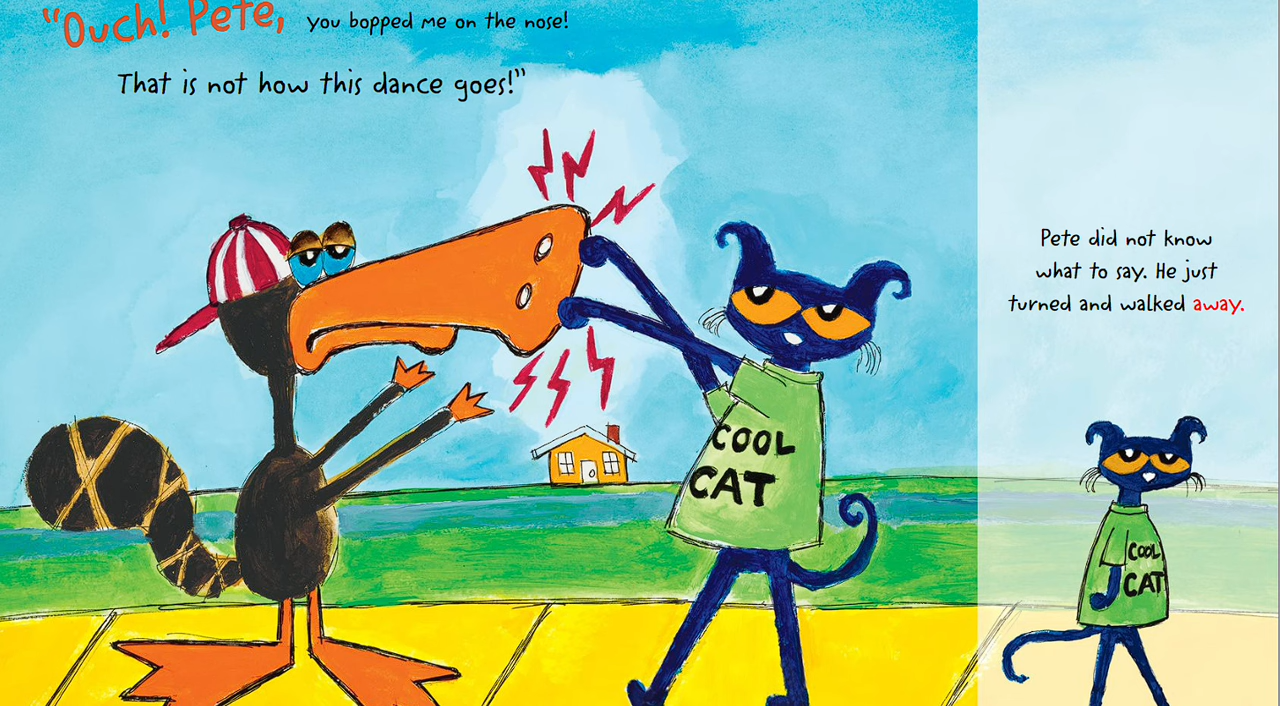 "Ouch! Pete, you bopped me on the nose!
That is not how this dance goes!"
COOL
CAT
Pete did not know
what to say. He just
turned and walked away.
COOL
CAT